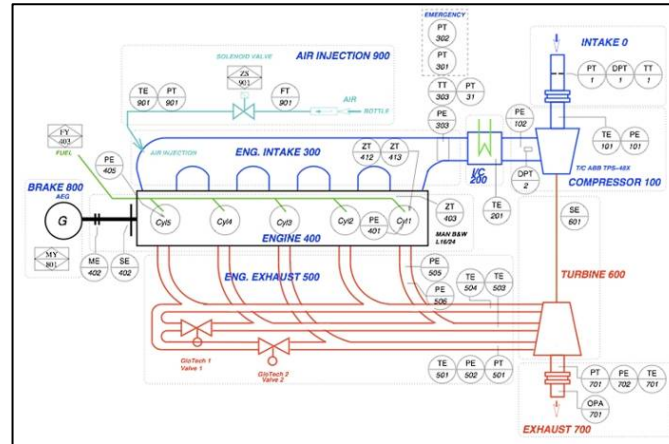 EMERGENCY
PT 302
PT 301
TT 303
PT 31
PE 303
INTAKE 0
PT 1
DPT 1
TT 1
SOLENOID VALVE
ZS 901
AIR INJECTION 900
TE 901
PT 901
FT 901
AIR
BOTTLE
FY 403
FUEL
AIR INJECTION
ENG. INTAKE 300
ZT 412
ZT 413
I/C 200
PE 102
TE 101
PE 101
T/C ABB TPS-48X
COMPRESSOR 100
DPT 2
TE 201
PE 405
BRAKE 800
AEG
G
Cyl5
Cyl4
Cyl3
Cyl2
Cyl1
PE 401
ZT 403
ENGINE 400
MAN B&W
L16/24
MY 801
ME 402
SE 402
SE 601
TURBINE 600
ENG. EXHAUST 500
PE 505
PE 506
TE 504
TE 503
GloTech 1
Valve 1
GloTech 2
Valve 2
TE 501
PE 502
PT 501
PT 701
PE 702
TE 701
OPA 701
EXHAUST 700